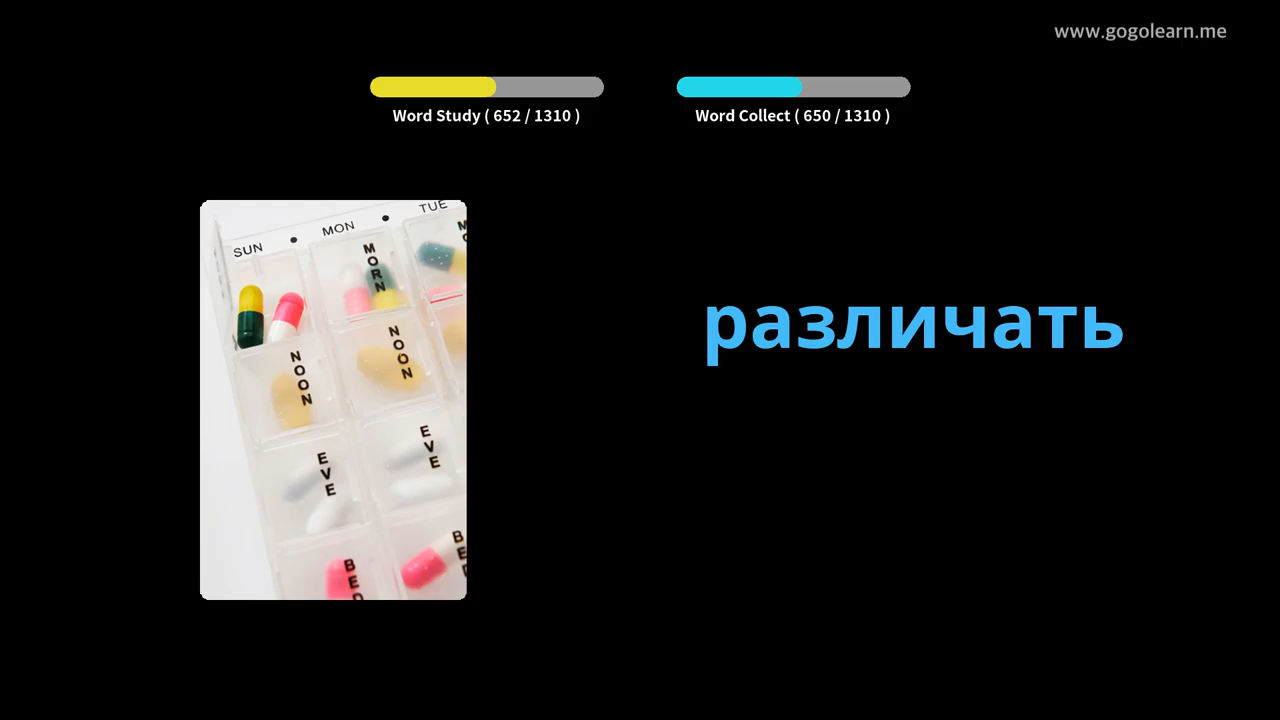 www.gogolearn.me
Word Study ( 652 / 1310 )
Word Collect ( 650 / 1310 )
SUN • MON • TUE
MORN
NOON
NOON
EVE
EVE
BED
различать